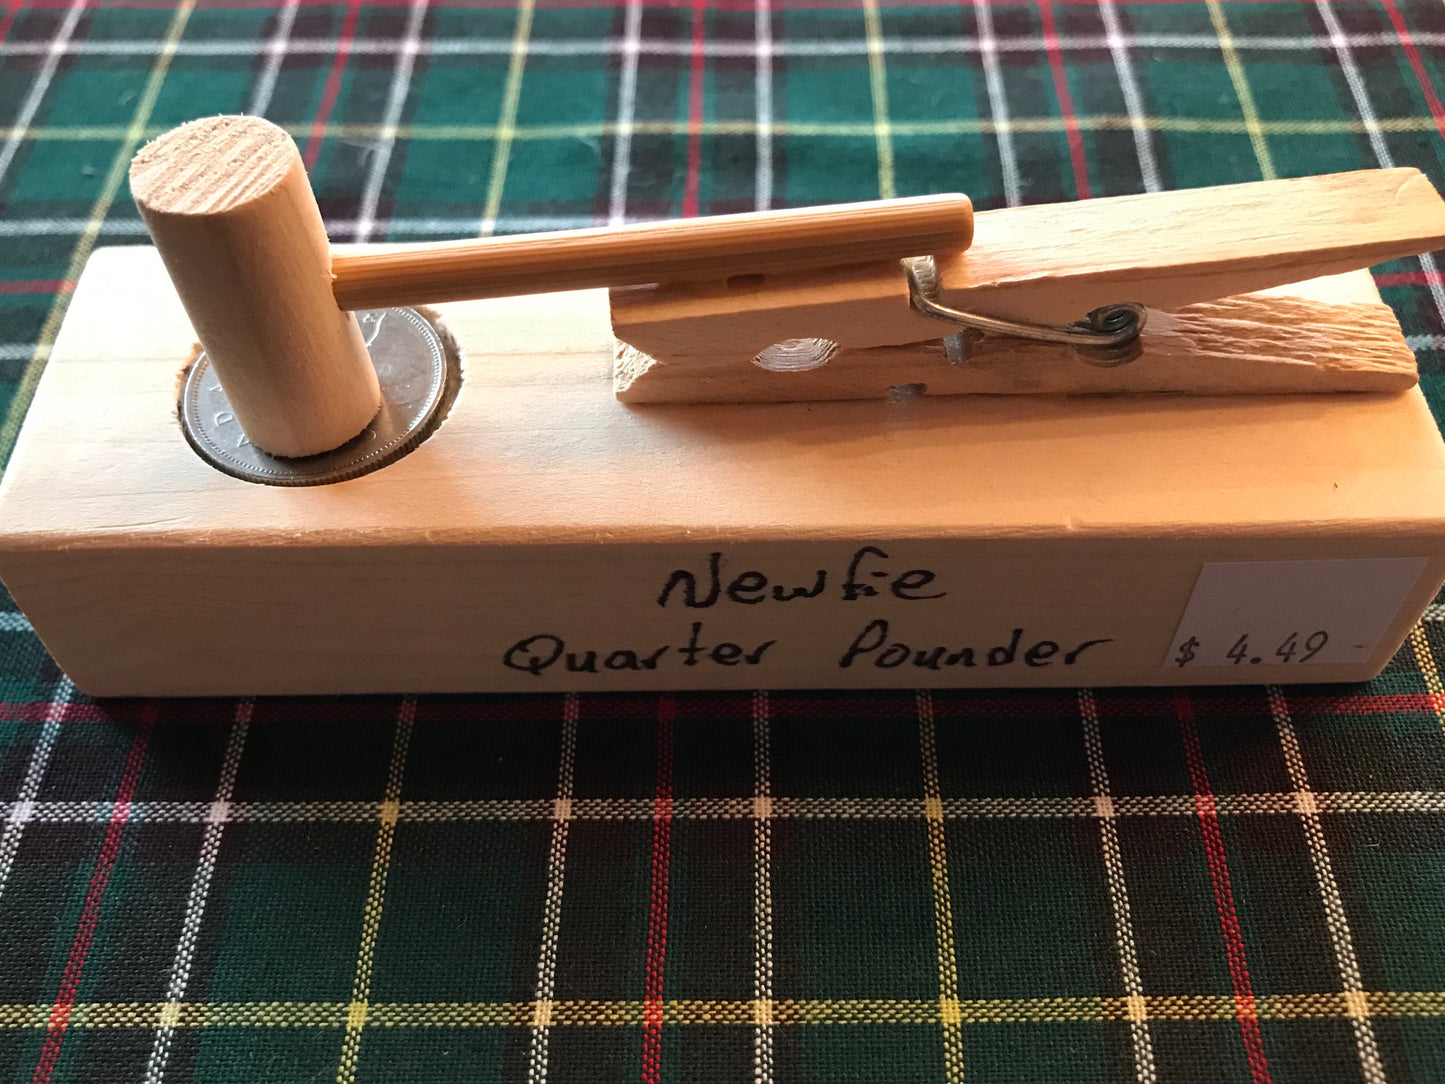 Newfie
Quarter Pounder
$ 4.49